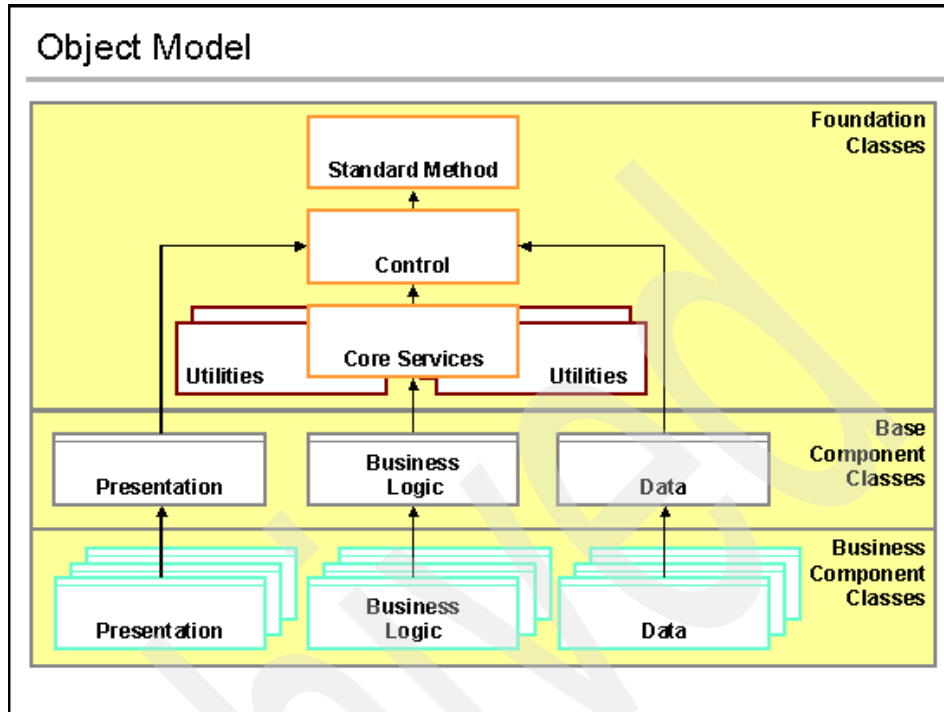 Object Model
Foundation
Classes
Standard Method
Control
Core Services
Utilities
Utilities
Base
Component
Classes
Presentation
Business
Logic
Data
Business
Component
Classes
Presentation
Business
Logic
Data